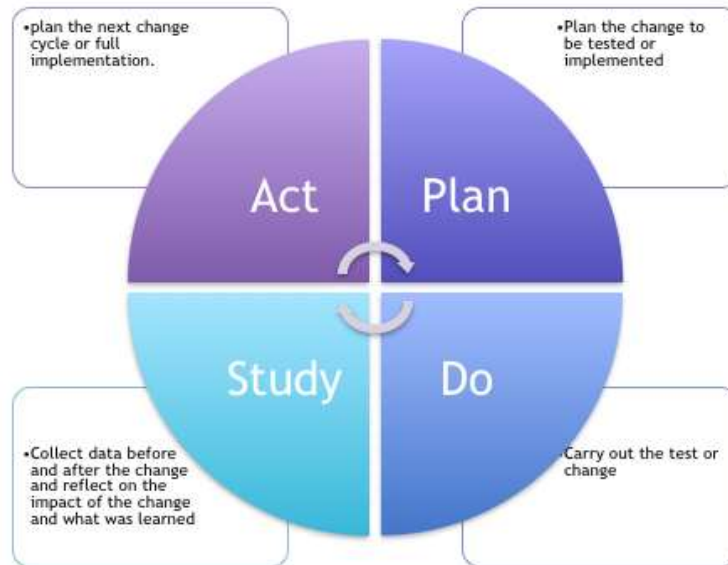 •plan the next change
cycle or full
implementation.
•Plan the change to
be tested or
implemented
Act
Plan
Study
Do
•Collect data before
and after the change
and reflect on the
impact of the change
and what was learned
•Carry out the test or
change